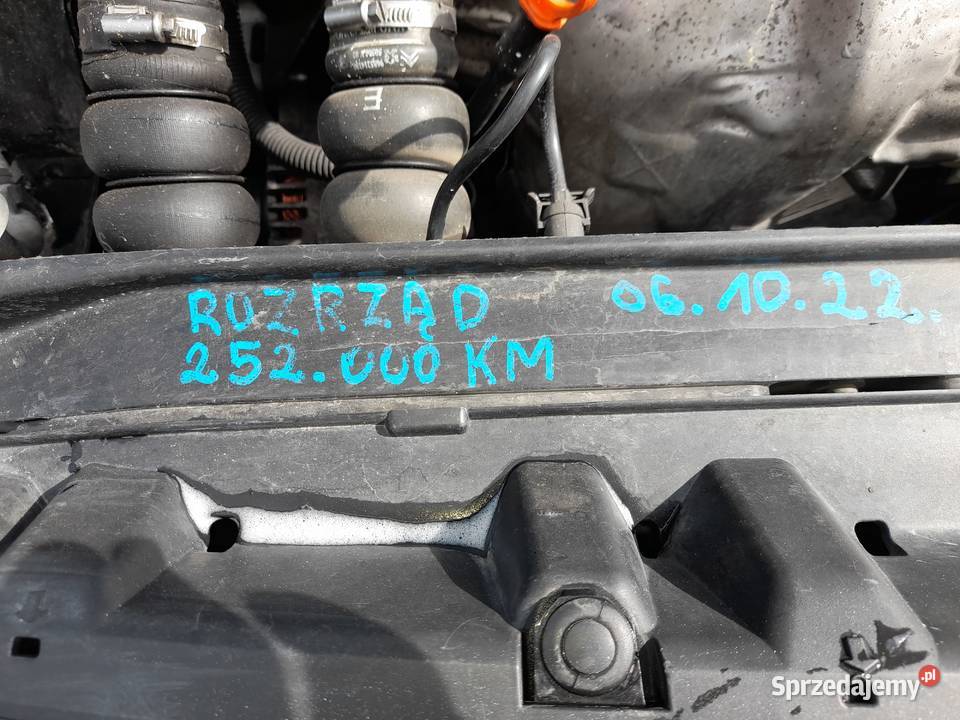 E
ROZRZĄD 06.10.22.
252.000 KM
Sprzedajemy.pl